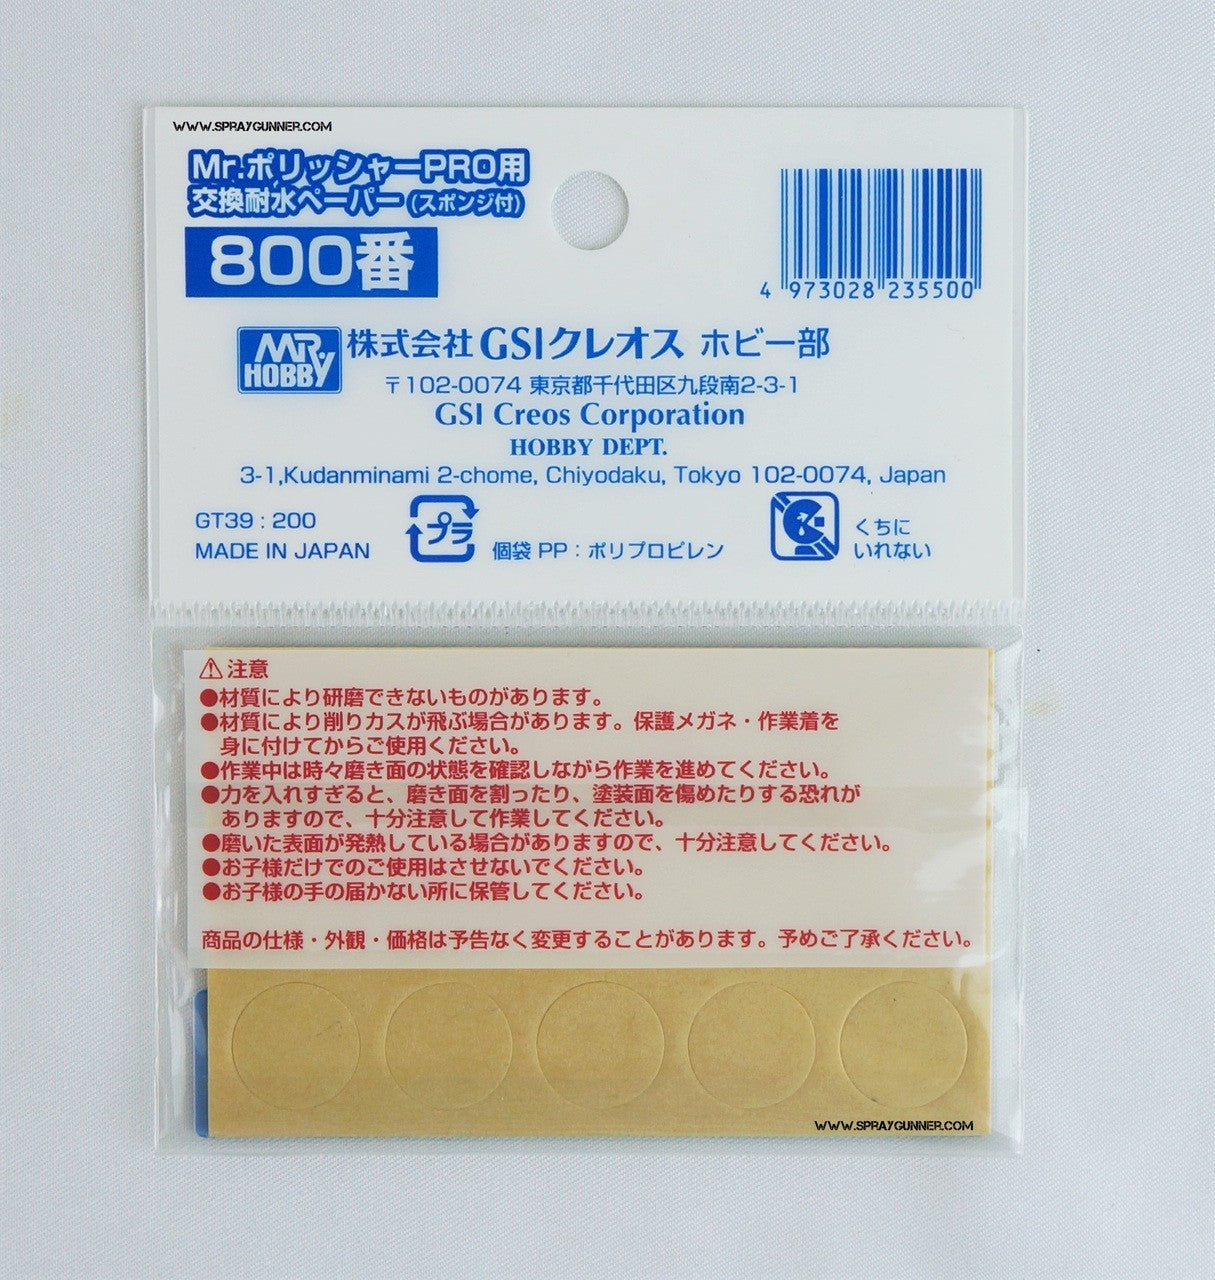 WWW.SPRAYGUNNER.COM
Mr.ポリッシャーPRO用
交換耐水ペーパー(スポンジ付)
800番
4 973028 235500
MR. HOBBY
株式会社 GSIクレオス ホビー部
〒102-0074 東京都千代田区九段南2-3-1
GSI Creos Corporation
HOBBY DEPT.
3-1,Kudanminami 2-chome, Chiyodaku, Tokyo 102-0074, Japan
GT39 : 200
MADE IN JAPAN
プラ
個袋 PP : ポリプロピレン
くちに
いれない
⚠注意
●材質により研磨できないものがあります。
●材質により削りカスが飛ぶ場合があります。保護メガネ・作業着を
身に付けてからご使用ください。
●作業中は時々磨き面の状態を確認しながら作業を進めてください。
●力を入れすぎると、磨き面を割ったり、塗装面を傷めたりする恐れが
ありますので、十分注意して作業してください。
●磨いた表面が発熱している場合がありますので、十分注意してください。
●お子様だけでのご使用はさせないでください。
●お子様の手の届かない所に保管してください。
商品の仕様・外観・価格は予告なく変更することがあります。予めご了承ください。
WWW.SPRAYGUNNER.COM